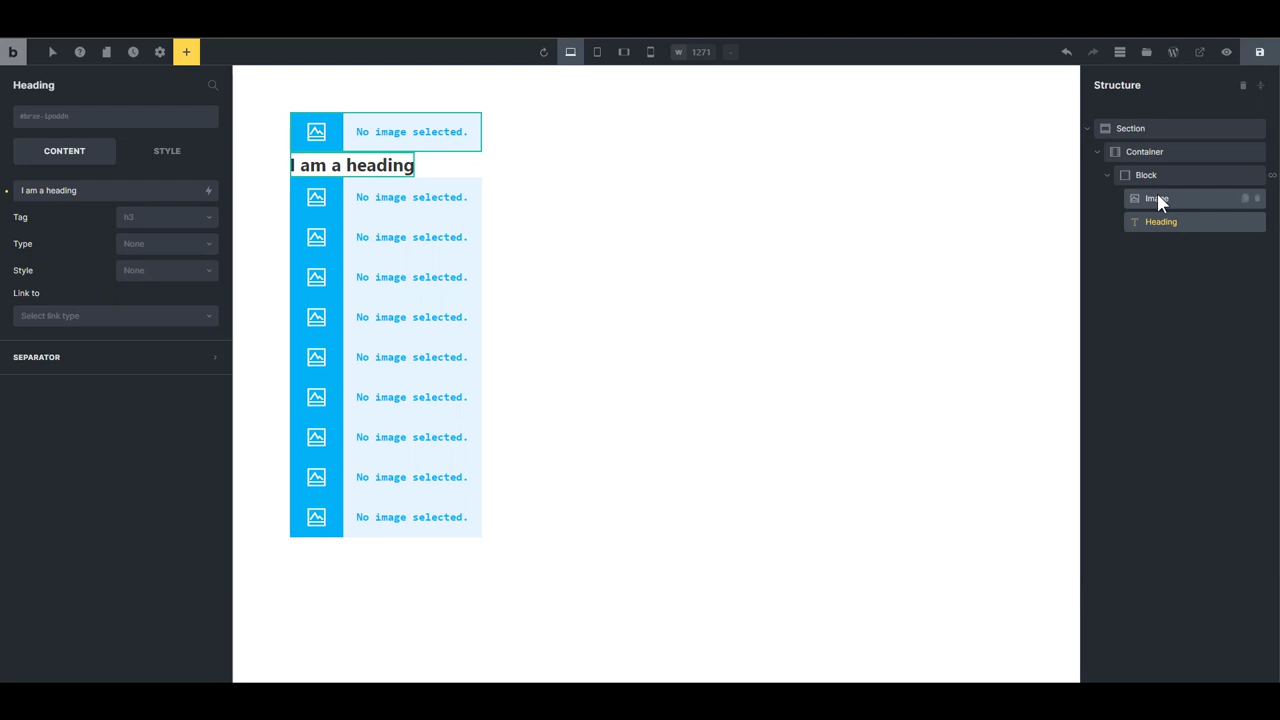 b
W 1271 -
Heading
#brxe-ipoddn
CONTENT STYLE
I am a heading
Tag h3
Type None
Style None
Link to
Select link type
SEPARATOR
No image selected.
I am a heading
No image selected.
No image selected.
No image selected.
No image selected.
No image selected.
No image selected.
No image selected.
No image selected.
No image selected.
Structure
Section
Container
Block
Image
Heading